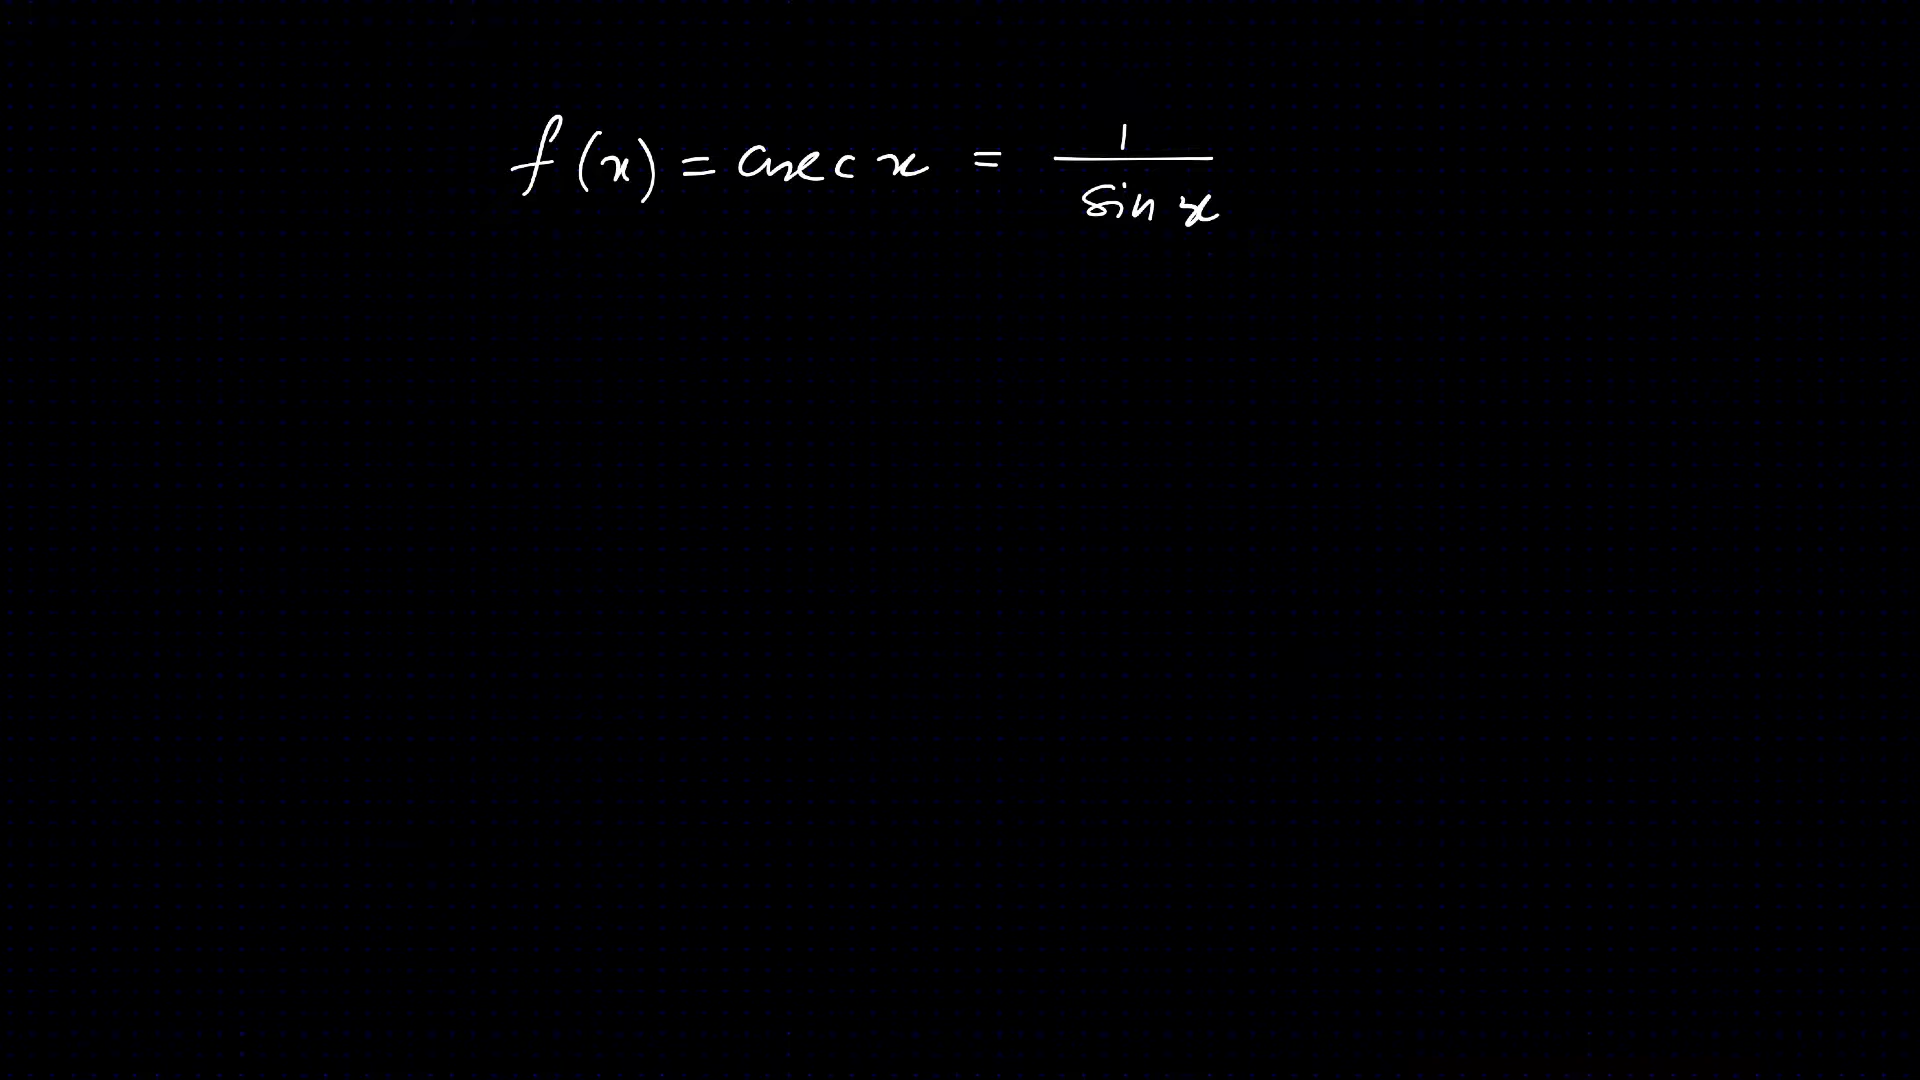 f(x) = cosec x = 1/sin x